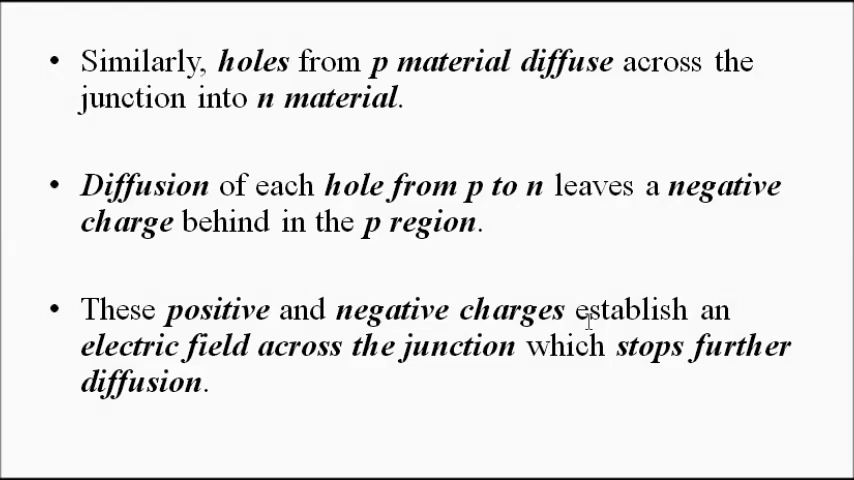 • Similarly, holes from p material diffuse across the
junction into n material.
• Diffusion of each hole from p to n leaves a negative
charge behind in the p region.
• These positive and negative charges establish an
electric field across the junction which stops further
diffusion.